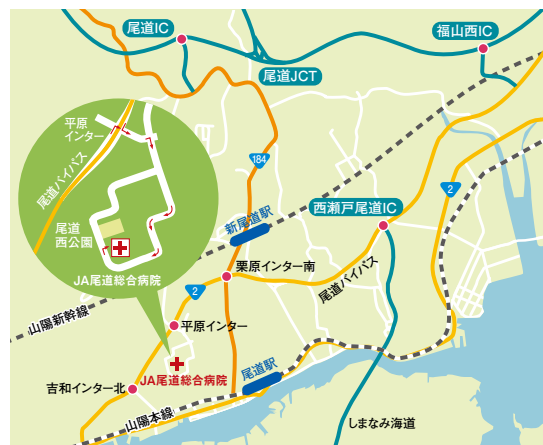 尾道IC
福山西IC
尾道JCT
平原
インター
尾道バイパス
184
2
尾道
西公園
新尾道駅
西瀬戸尾道IC
JA尾道総合病院
栗原インター南
尾道バイパス
2
山陽新幹線
平原インター
尾道駅
JA尾道総合病院
吉和インター北
山陽本線
しまなみ海道